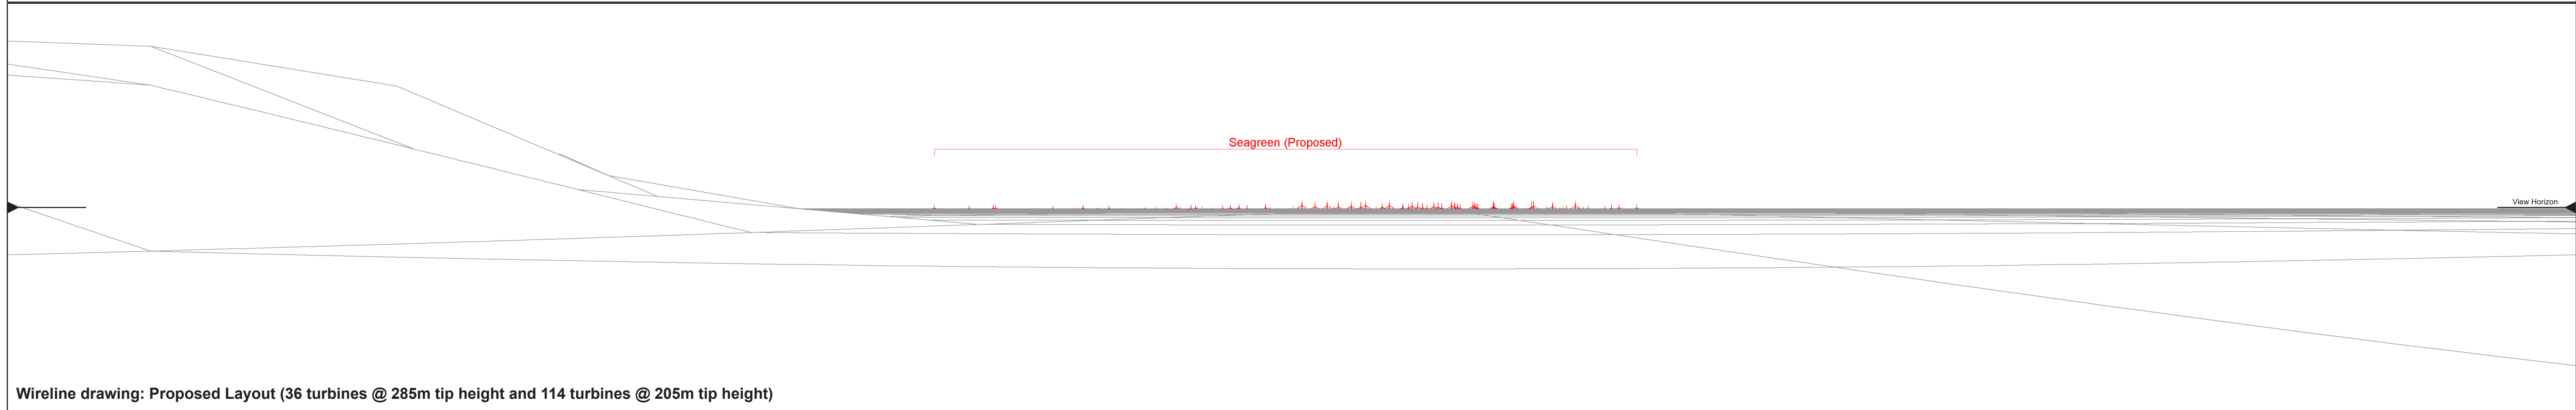 Seagreen (Proposed)
View Horizon
Wireline drawing: Proposed Layout (36 turbines @ 285m tip height and 114 turbines @ 205m tip height)